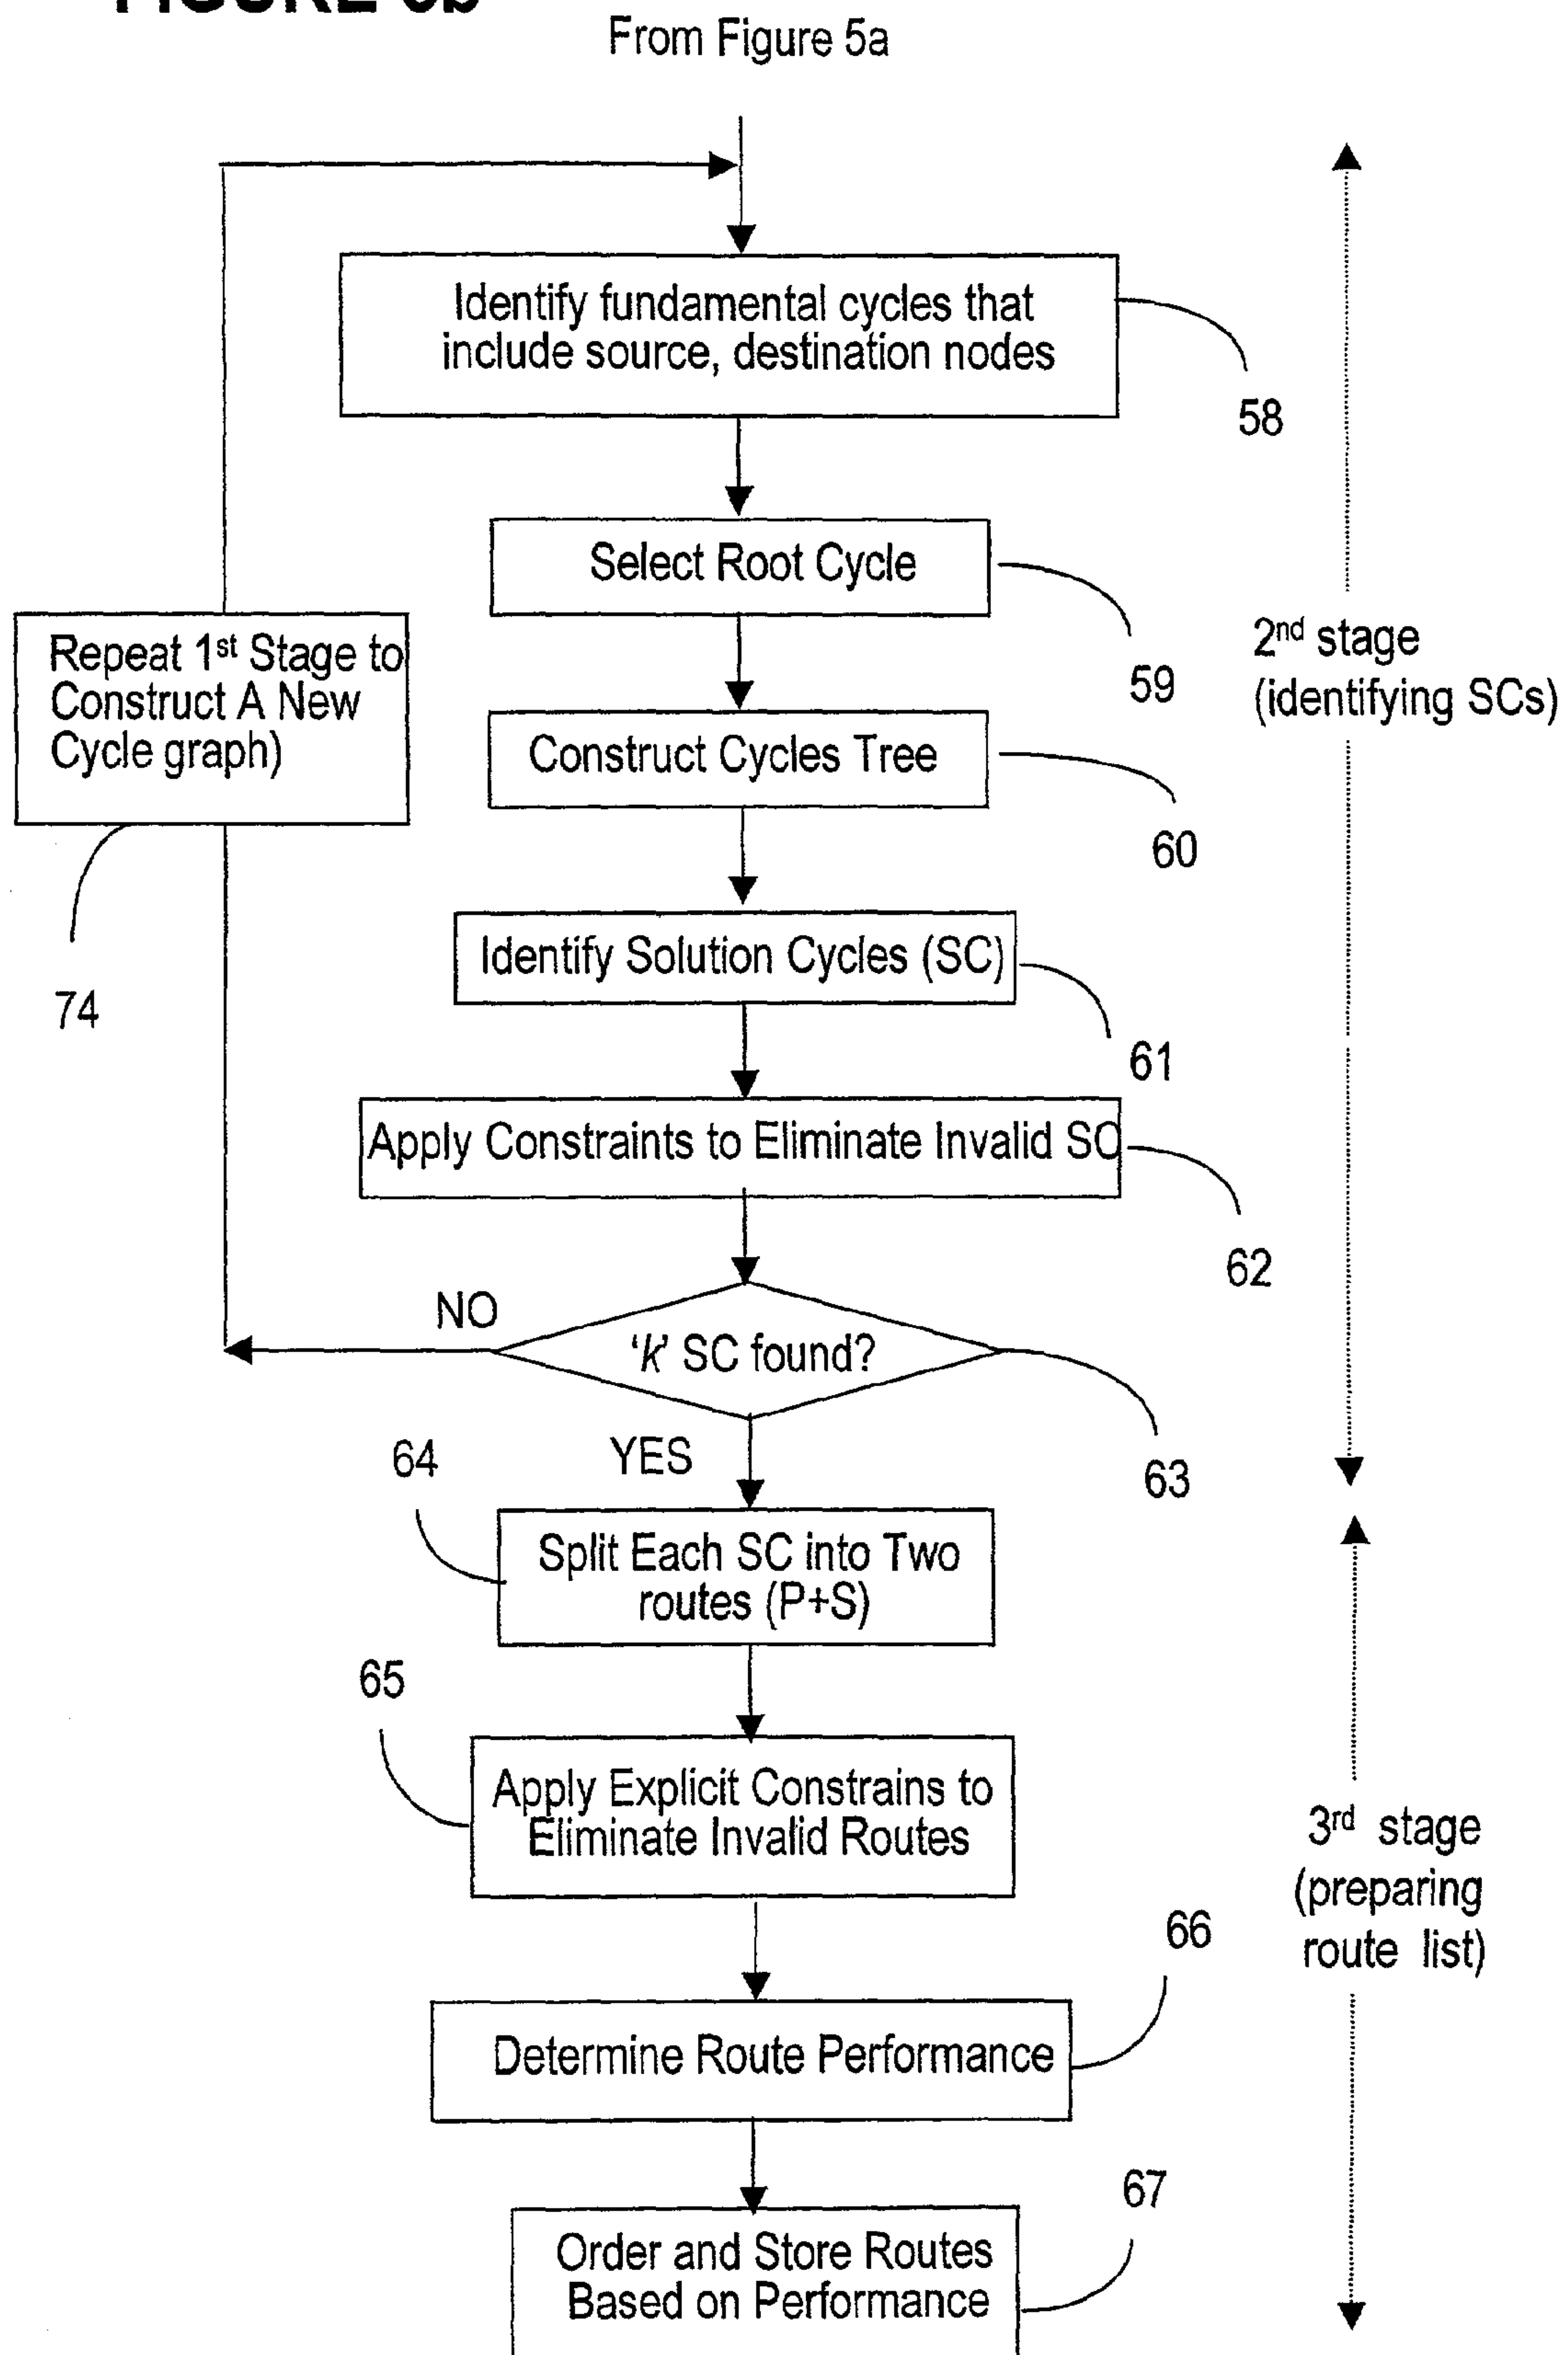 From Figure 5a
Identify fundamental cycles that
include source, destination nodes
58
Select Root Cycle
59
2nd stage
(identifying SCs)
Repeat 1st Stage to
Construct A New
Cycle graph)
74
Construct Cycles Tree
60
Identify Solution Cycles (SC)
61
Apply Constraints to Eliminate Invalid SC
62
NO
'k' SC found?
63
YES
64
Split Each SC into Two
routes (P+S)
65
Apply Explicit Constrains to
Eliminate Invalid Routes
3rd stage
(preparing
route list)
66
Determine Route Performance
67
Order and Store Routes
Based on Performance